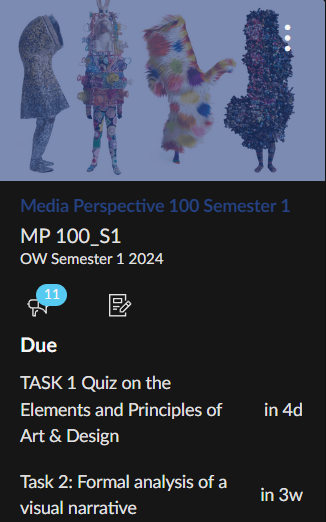 Media Perspective 100 Semester 1
MP 100_S1
OW Semester 1 2024
11
Due
TASK 1 Quiz on the
Elements and Principles of in 4d
Art & Design
Task 2: Formal analysis of a
visual narrative in 3w